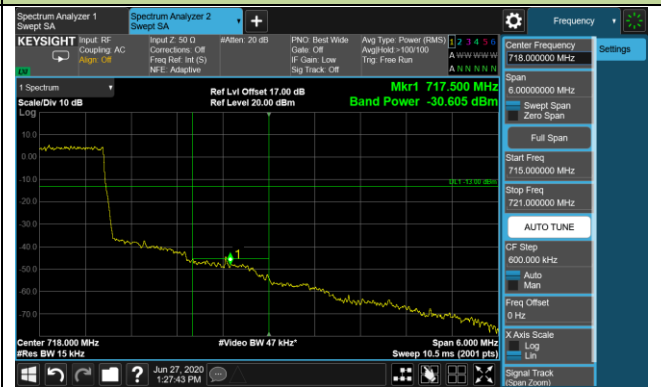 Spectrum Analyzer 1
Swept SA
Spectrum Analyzer 2
Swept SA
Frequency
KEYSIGHT
Input: RF
Coupling: AC
Align: Off
Input Z: 50 Ω
Corrections: Off
Freq Ref: Int (S)
NFE: Adaptive
#Atten: 20 dB
PNO: Best Wide
Gate: Off
IF Gain: Low
Sig Track: Off
Avg Type: Power (RMS)
Avg|Hold:>100/100
Trig: Free Run
1 2 3 4 5 6
A W W W W W
A N N N N N
Center Frequency
718.000000 MHz
Settings
LXI
1 Spectrum
Scale/Div 10 dB
Log
Ref Lvl Offset 17.00 dB
Ref Level 20.00 dBm
Mkr1 717.500 MHz
Band Power -30.605 dBm
Span
6.00000000 MHz
Swept Span
Zero Span
Full Span
Start Freq
715.000000 MHz
Stop Freq
721.000000 MHz
AUTO TUNE
CF Step
600.000 kHz
Auto
Man
Freq Offset
0 Hz
X Axis Scale
Log
Lin
Signal Track
(Span Zoom)
10.0
0.00
-10.0
DL1 -13.00 dBm
-20.0
-30.0
-40.0
1
-50.0
-60.0
-70.0
Center 718.000 MHz
#Res BW 15 kHz
#Video BW 47 kHz*
Span 6.000 MHz
Sweep 10.5 ms (2001 pts)
Jun 27, 2020
1:27:43 PM